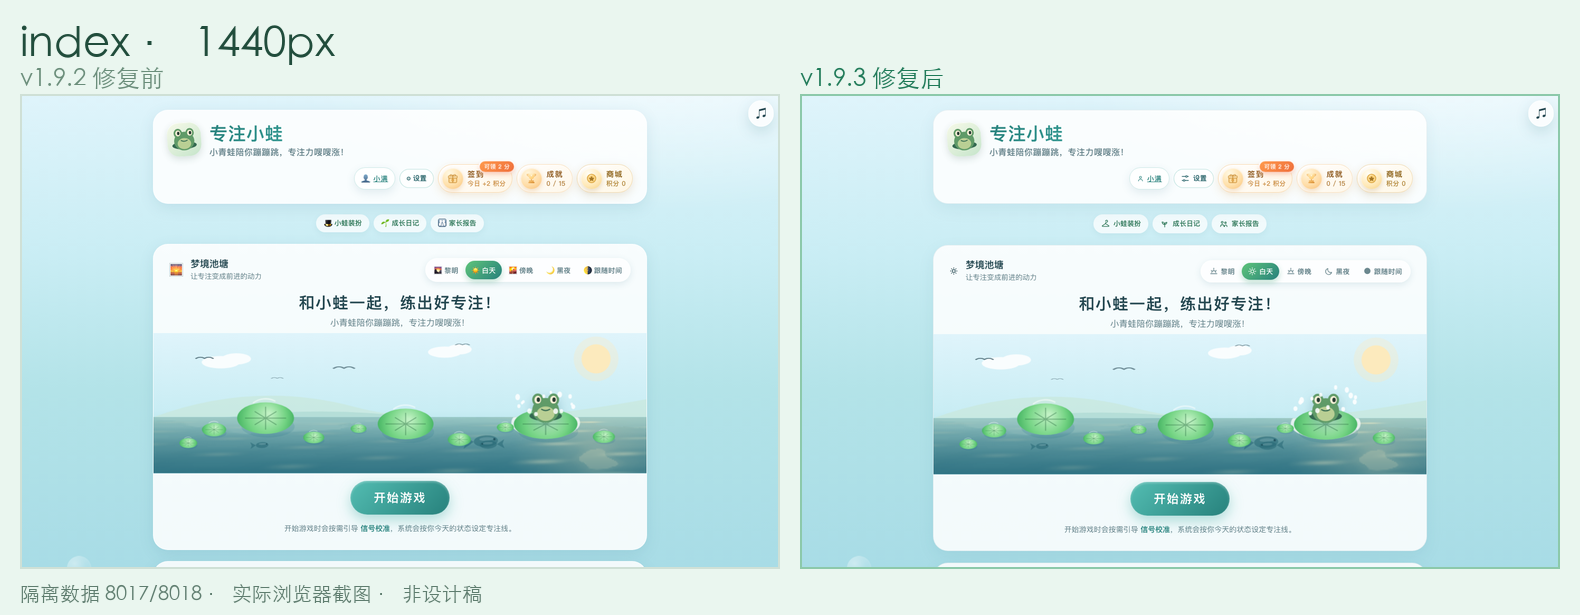 index · 1440px
v1.9.2 修复前
专注小蛙
小青蛙陪你蹦蹦跳，专注力嗖嗖涨！
小满
设置
可领 2 分
签到
今日 +2 积分
成就
0 / 15
商城
积分 0
小蛙装扮
成长日记
家长报告
梦境池塘
让专注变成前进的动力
黎明
白天
傍晚
黑夜
跟随时间
和小蛙一起，练出好专注！
小青蛙陪你蹦蹦跳，专注力嗖嗖涨！
开始游戏
开始游戏时会按需引导 信号校准，系统会按你今天的状态设定专注线。
v1.9.3 修复后
专注小蛙
小青蛙陪你蹦蹦跳，专注力嗖嗖涨！
小满
设置
可领 2 分
签到
今日 +2 积分
成就
0 / 15
商城
积分 0
小蛙装扮
成长日记
家长报告
梦境池塘
让专注变成前进的动力
黎明
白天
傍晚
黑夜
跟随时间
和小蛙一起，练出好专注！
小青蛙陪你蹦蹦跳，专注力嗖嗖涨！
开始游戏
开始游戏时会按需引导 信号校准，系统会按你今天的状态设定专注线。
隔离数据 8017/8018 · 实际浏览器截图 · 非设计稿